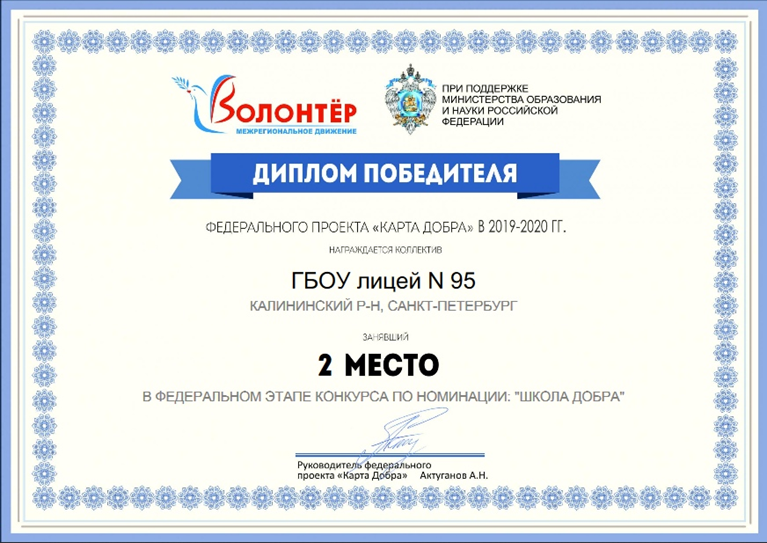 ВОЛОНТЁР
МЕЖРЕГИОНАЛЬНОЕ ДВИЖЕНИЕ
ПРИ ПОДДЕРЖКЕ
МИНИСТЕРСТВА ОБРАЗОВАНИЯ
И НАУКИ РОССИЙСКОЙ
ФЕДЕРАЦИИ
ДИПЛОМ ПОБЕДИТЕЛЯ
ФЕДЕРАЛЬНОГО ПРОЕКТА «КАРТА ДОБРА» В 2019-2020 ГГ.
НАГРАЖДАЕТСЯ КОЛЛЕКТИВ
ГБОУ лицей N 95
КАЛИНИНСКИЙ Р-Н, САНКТ-ПЕТЕРБУРГ
ЗАНЯВШИЙ
2 МЕСТО
В ФЕДЕРАЛЬНОМ ЭТАПЕ КОНКУРСА ПО НОМИНАЦИИ: "ШКОЛА ДОБРА"
Руководитель федерального
проекта «Карта Добра» Актуганов А.Н.